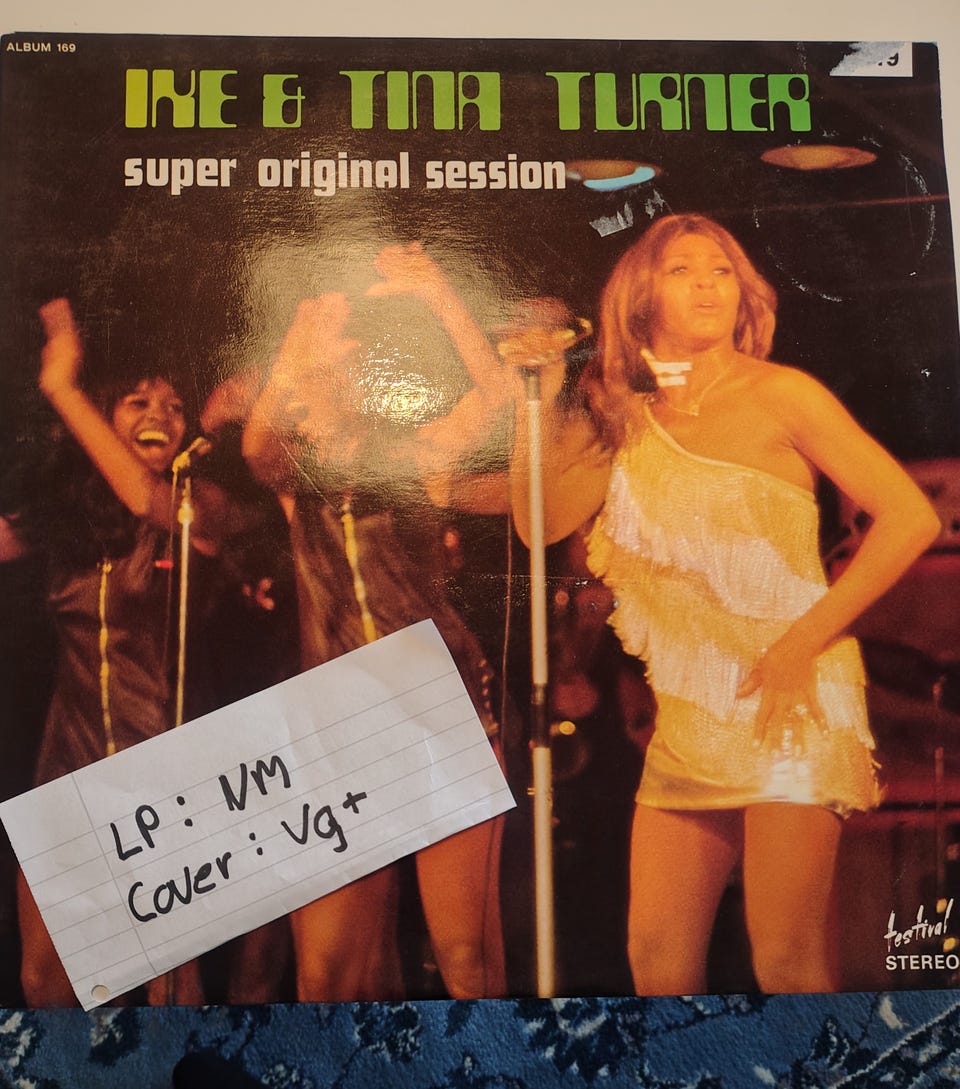 ALBUM 169
IKE & TINA TURNER
super original session
LP: NM
Cover: Vg+
festival
STEREO